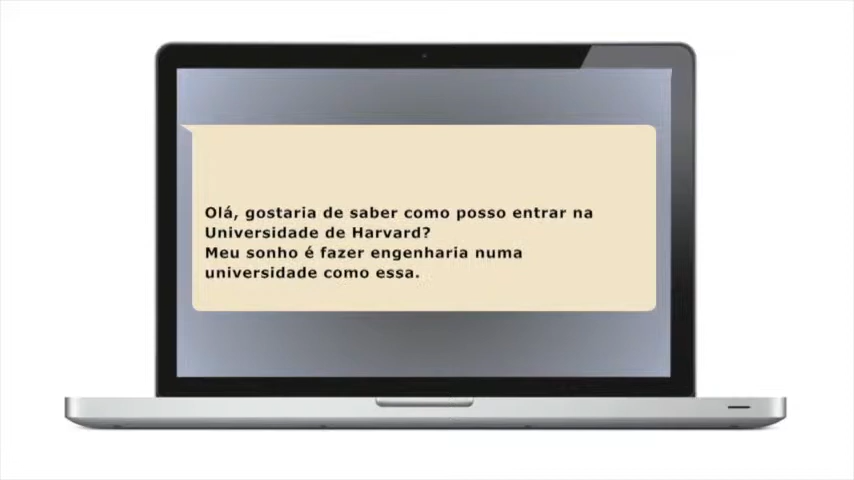 Olá, gostaria de saber como posso entrar na
Universidade de Harvard?
Meu sonho é fazer engenharia numa
universidade como essa.